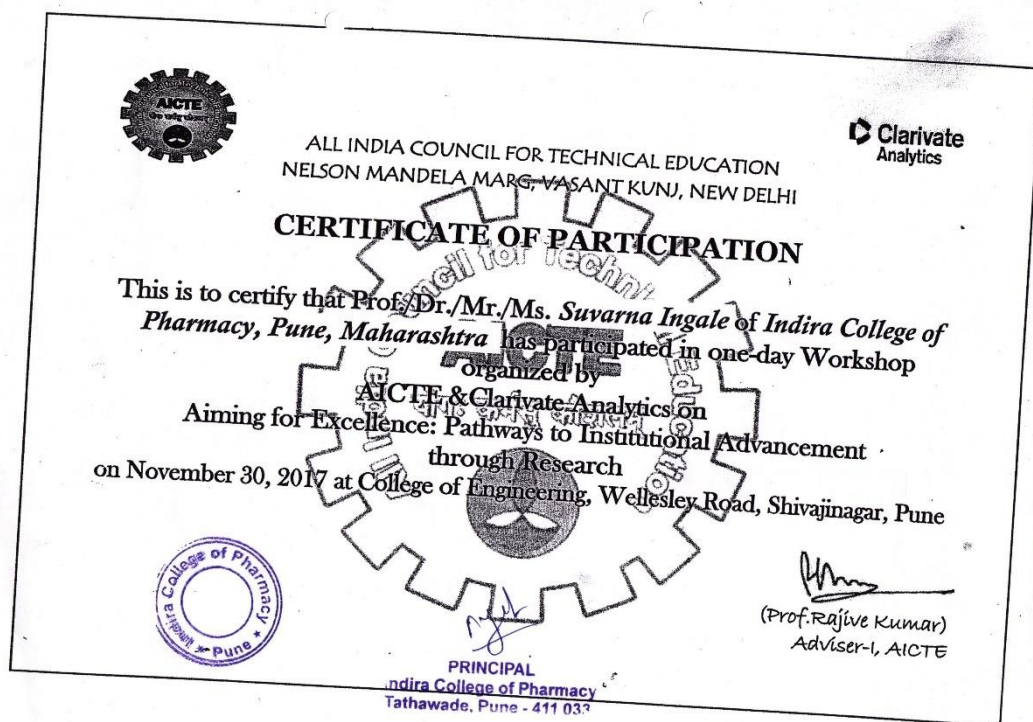 AICTE
Clarivate
Analytics
ALL INDIA COUNCIL FOR TECHNICAL EDUCATION
NELSON MANDELA MARG, VASANT KUNJ, NEW DELHI
CERTIFICATE OF PARTICIPATION
This is to certify that Prof./Dr./Mr./Ms. Suvarna Ingale of Indira College of
Pharmacy, Pune, Maharashtra has participated in one-day Workshop
organized by
AICTE &Clarivate Analytics on
Aiming for Excellence: Pathways to Institutional Advancement
through Research
on November 30, 2017 at College of Engineering, Wellesley Road, Shivajinagar, Pune
College of Pharmacy
* Pune *
PRINCIPAL
ndira College of Pharmacy
Tathawade, Pune - 411 033
(Prof.Rajive Kumar)
Adviser-I, AICTE